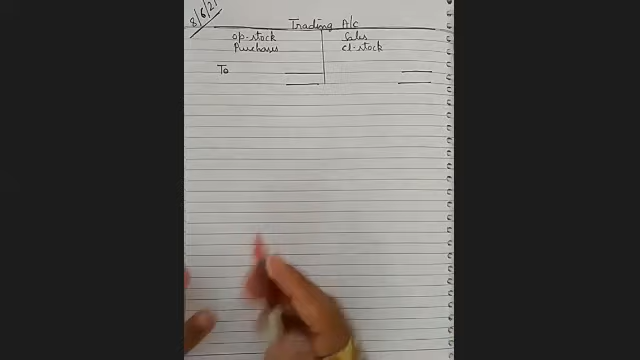 8/6/21
Trading A/c
op-stock
Purchases
To
Sales
cl-stock